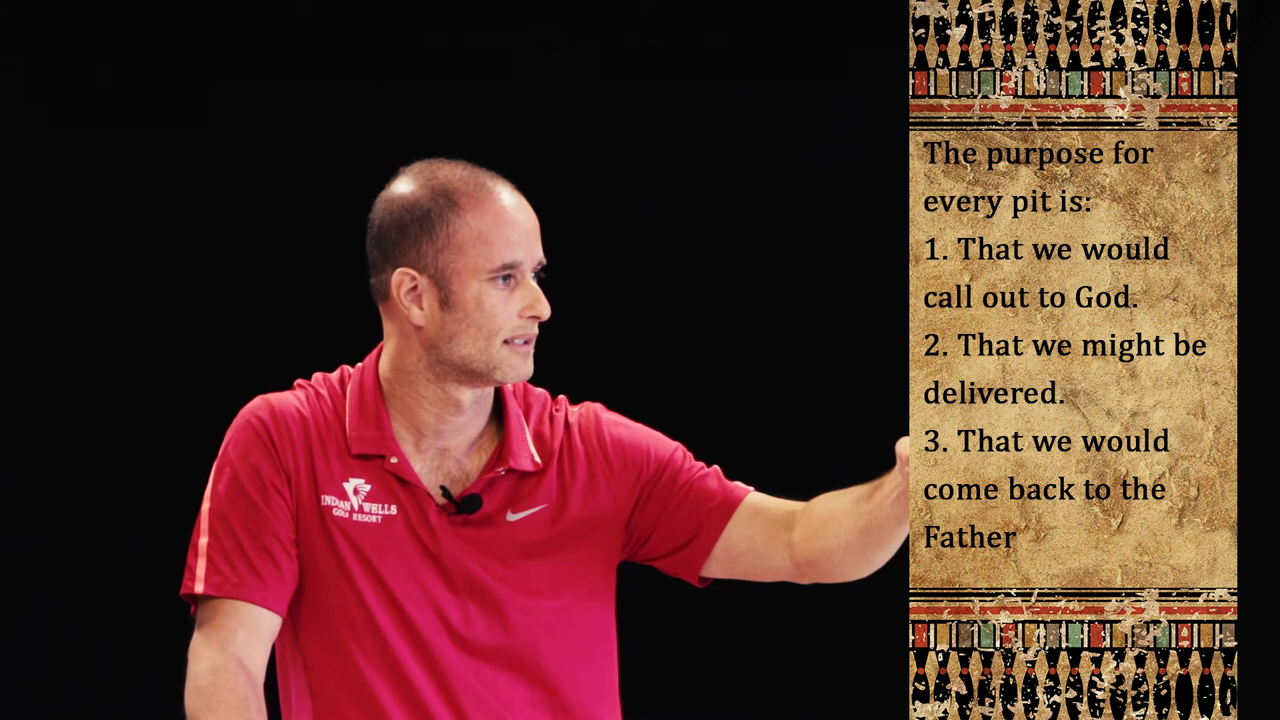 The purpose for
every pit is:
1. That we would
call out to God.
2. That we might be
delivered.
3. That we would
come back to the
Father
INDIAN WELLS
GOLF RESORT